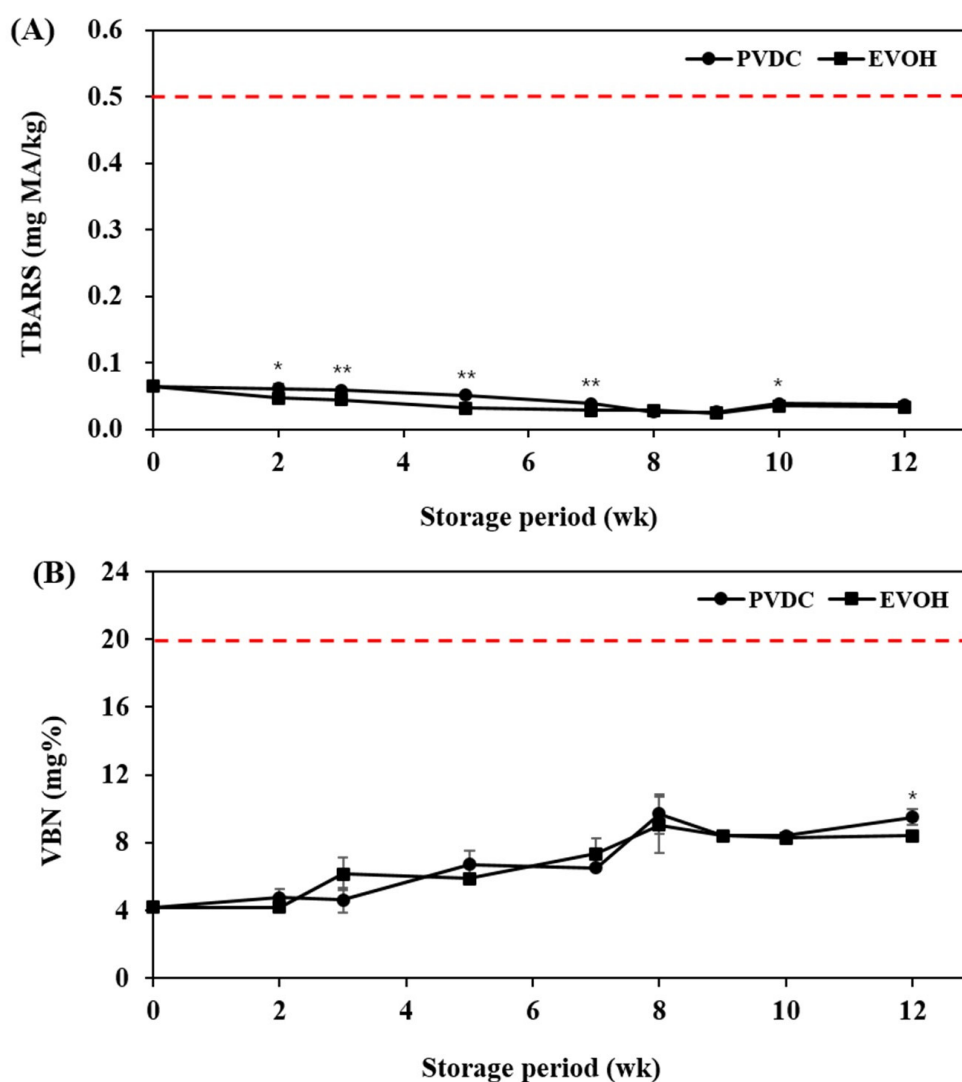 (A)
0.6
PVDC EVOH
0.5
0.4
0.3
0.2
0.1
0.0
TBARS (mg MA/kg)
* ** ** ** *
0 2 4 6 8 10 12
Storage period (wk)
(B)
24
PVDC EVOH
20
16
12
8
4
0
VBN (mg%)
*
0 2 4 6 8 10 12
Storage period (wk)